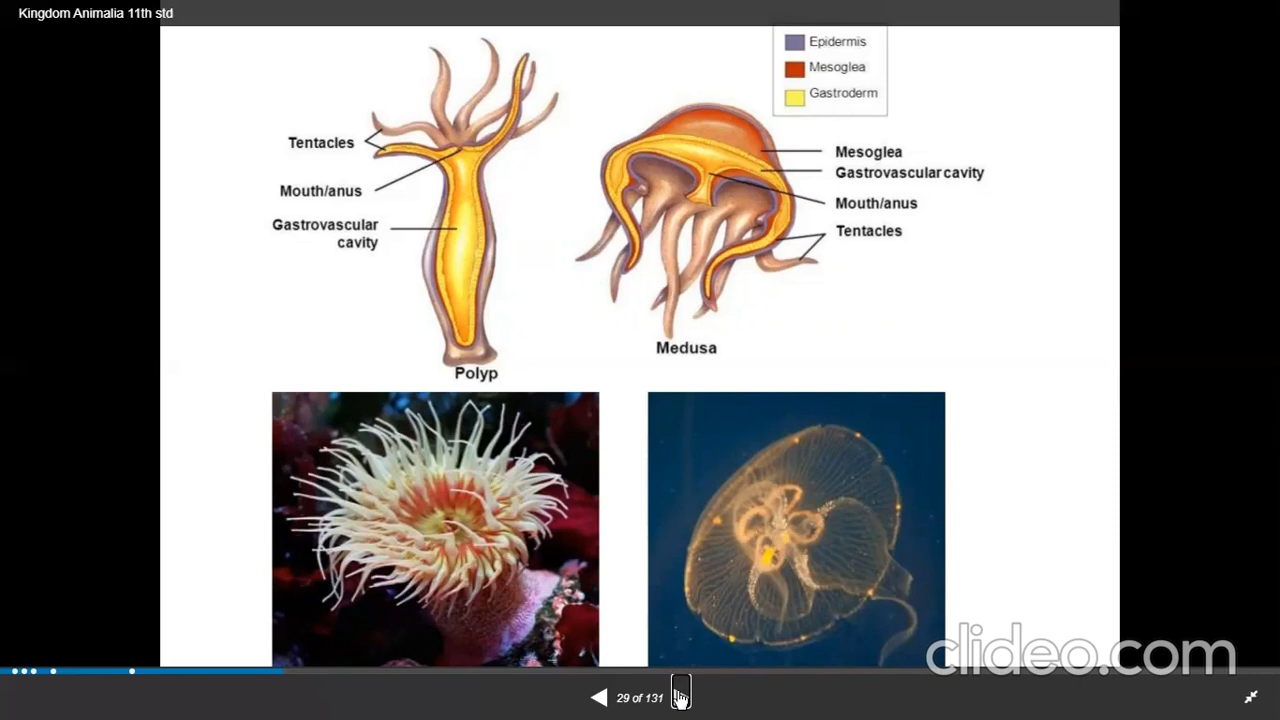 Kingdom Animalia 11th std
Epidermis
Mesoglea
Gastroderm
Tentacles
Mouth/anus
Gastrovascular
cavity
Polyp
Mesoglea
Gastrovascular cavity
Mouth/anus
Tentacles
Medusa
clideo.com
29 of 131